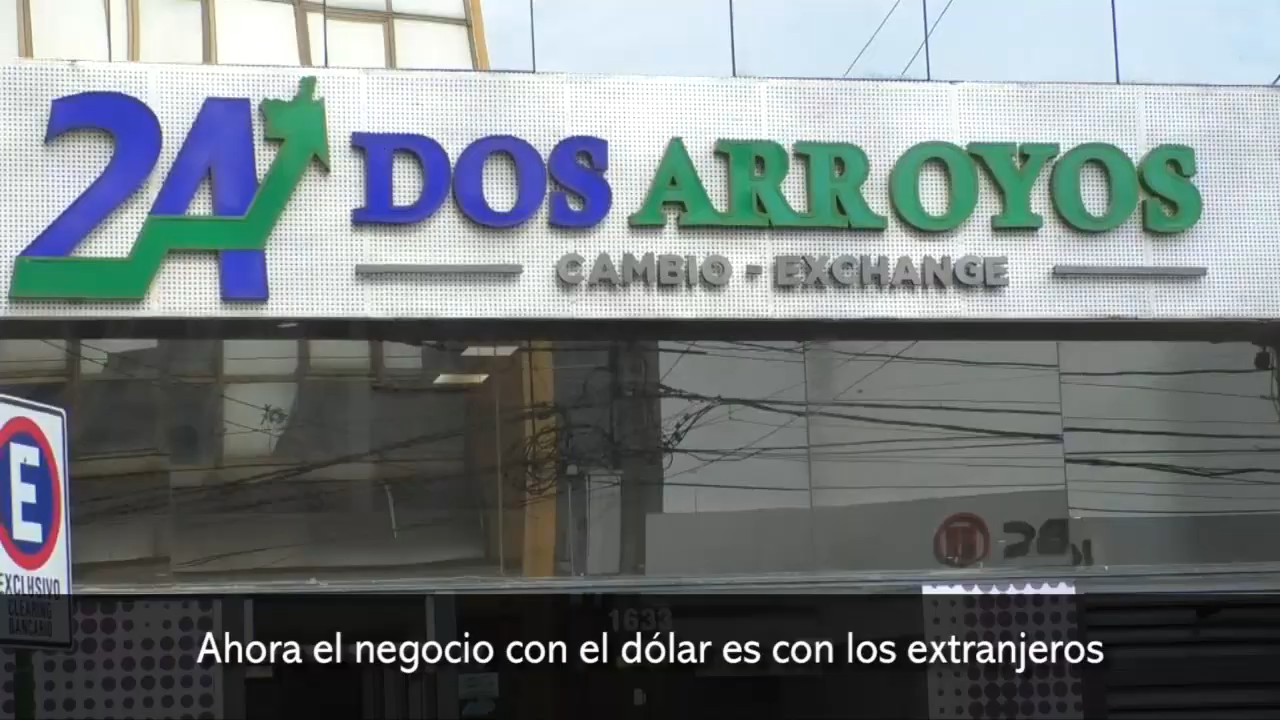 2A
DOS ARROYOS
CAMBIO - EXCHANGE
E
EXCLUSIVO
CLEARING
BANCARIO
1633
Ahora el negocio con el dólar es con los extranjeros